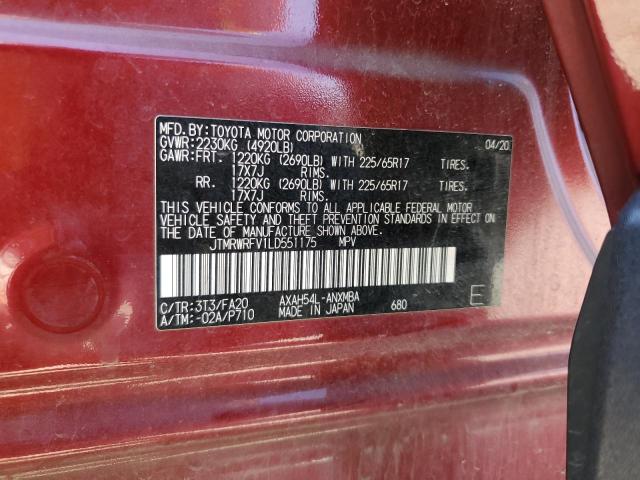 MFD. BY: TOYOTA MOTOR CORPORATION 04/20
GVWR: 2230KG (4920LB)
GAWR: FRT. 1220KG (2690LB) WITH 225/65R17 TIRES.
17X7J RIMS.
RR. 1220KG (2690LB) WITH 225/65R17 TIRES.
17X7J RIMS.
THIS VEHICLE CONFORMS TO ALL APPLICABLE FEDERAL MOTOR
VEHICLE SAFETY AND THEFT PREVENTION STANDARDS IN EFFECT
ON THE DATE OF MANUFACTURE SHOWN ABOVE.
JTMRWRFV1LD551175 MPV
C/TR: 3T3/FA20 AXAH54L-ANXMBA
A/TM: -02A/P710 MADE IN JAPAN 680 E